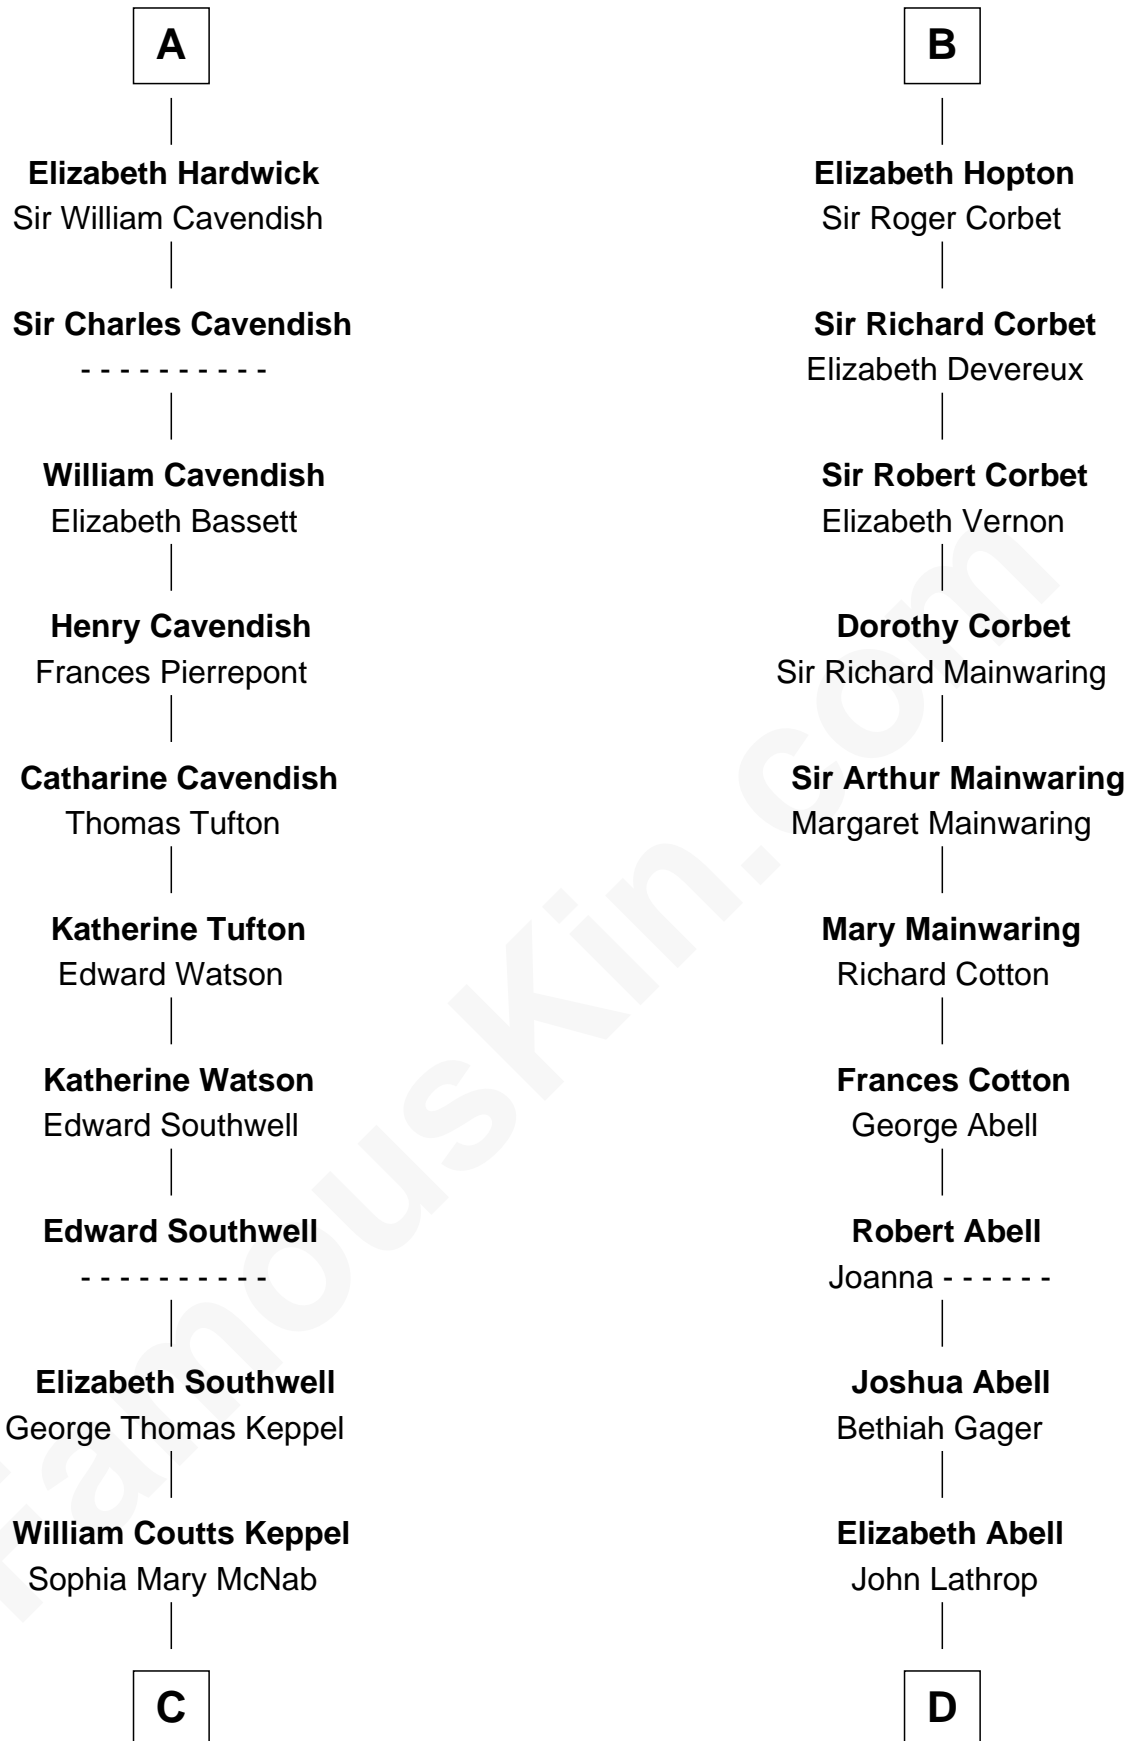 A
Elizabeth Hardwick
Sir William Cavendish
Sir Charles Cavendish
- - - - - - - - - -
William Cavendish
Elizabeth Bassett
Henry Cavendish
Frances Pierrepont
Catharine Cavendish
Thomas Tufton
Katherine Tufton
Edward Watson
Katherine Watson
Edward Southwell
Edward Southwell
- - - - - - - - - -
Elizabeth Southwell
George Thomas Keppel
William Coutts Keppel
Sophia Mary McNab
C
B
Elizabeth Hopton
Sir Roger Corbet
Sir Richard Corbet
Elizabeth Devereux
Sir Robert Corbet
Elizabeth Vernon
Dorothy Corbet
Sir Richard Mainwaring
Sir Arthur Mainwaring
Margaret Mainwaring
Mary Mainwaring
Richard Cotton
Frances Cotton
George Abell
Robert Abell
Joanna - - - - - -
Joshua Abell
Bethiah Gager
Elizabeth Abell
John Lathrop
D
FamousKin.com